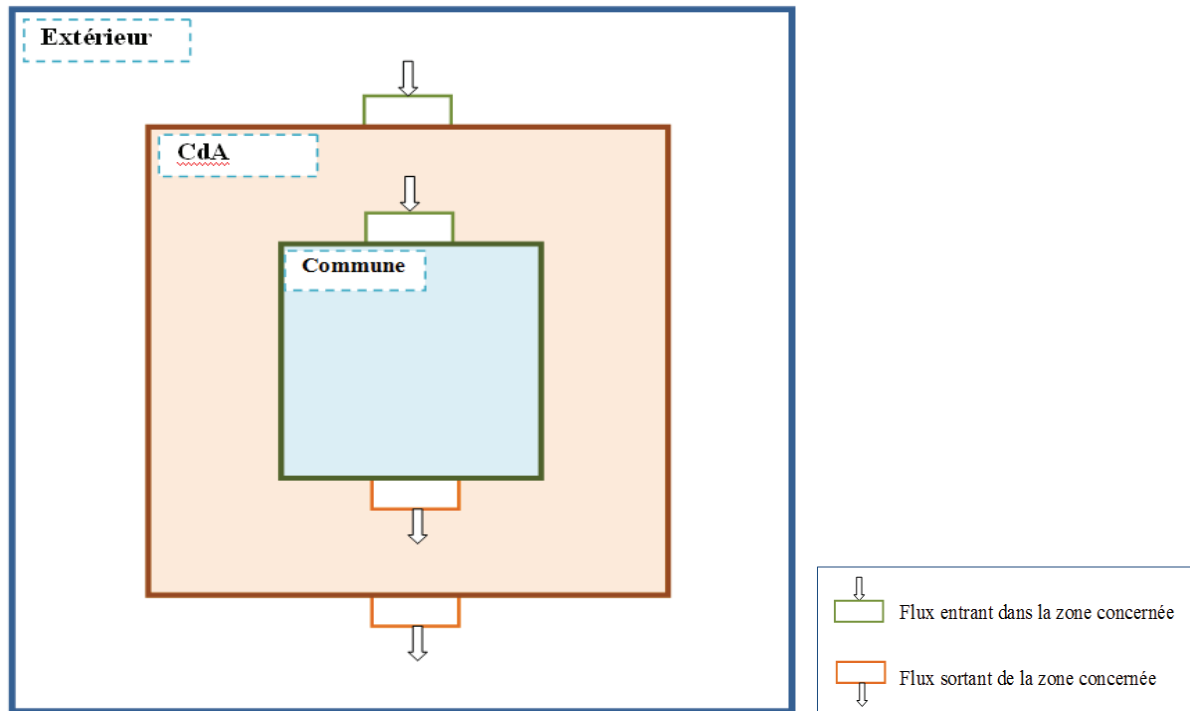 Extérieur
CdA
Commune
Flux entrant dans la zone concernée
Flux sortant de la zone concernée